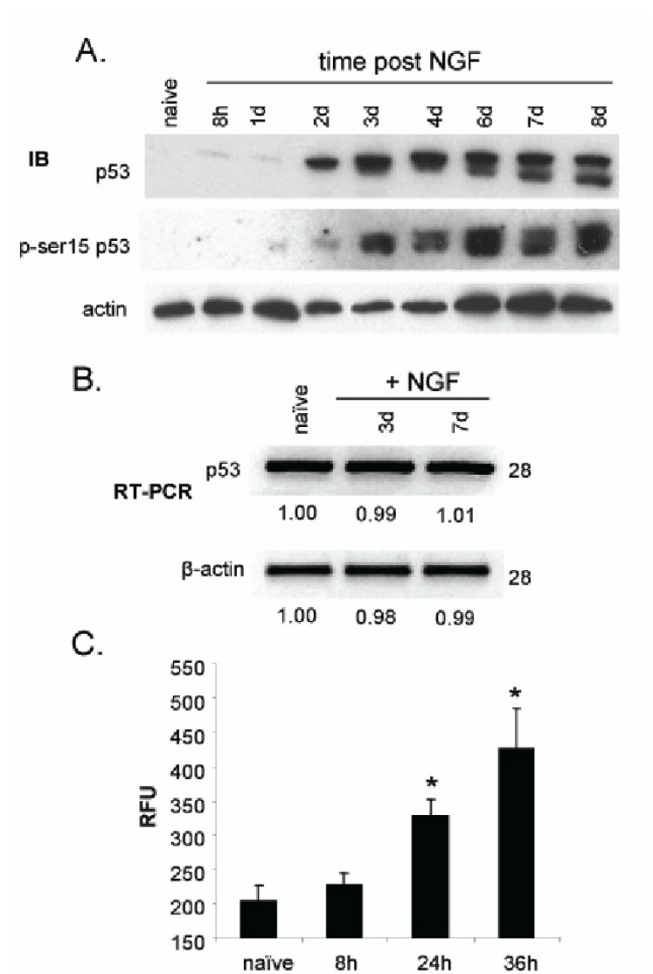 A.
time post NGF
naive 8h 1d 2d 3d 4d 6d 7d 8d
IB
p53
p-ser15 p53
actin
B.
+ NGF
naïve 3d 7d
RT-PCR
p53 28
1.00 0.99 1.01
β-actin 28
1.00 0.98 0.99
C.
RFU
550
500
450
400
350
300
250
200
150
* *
naïve 8h 24h 36h